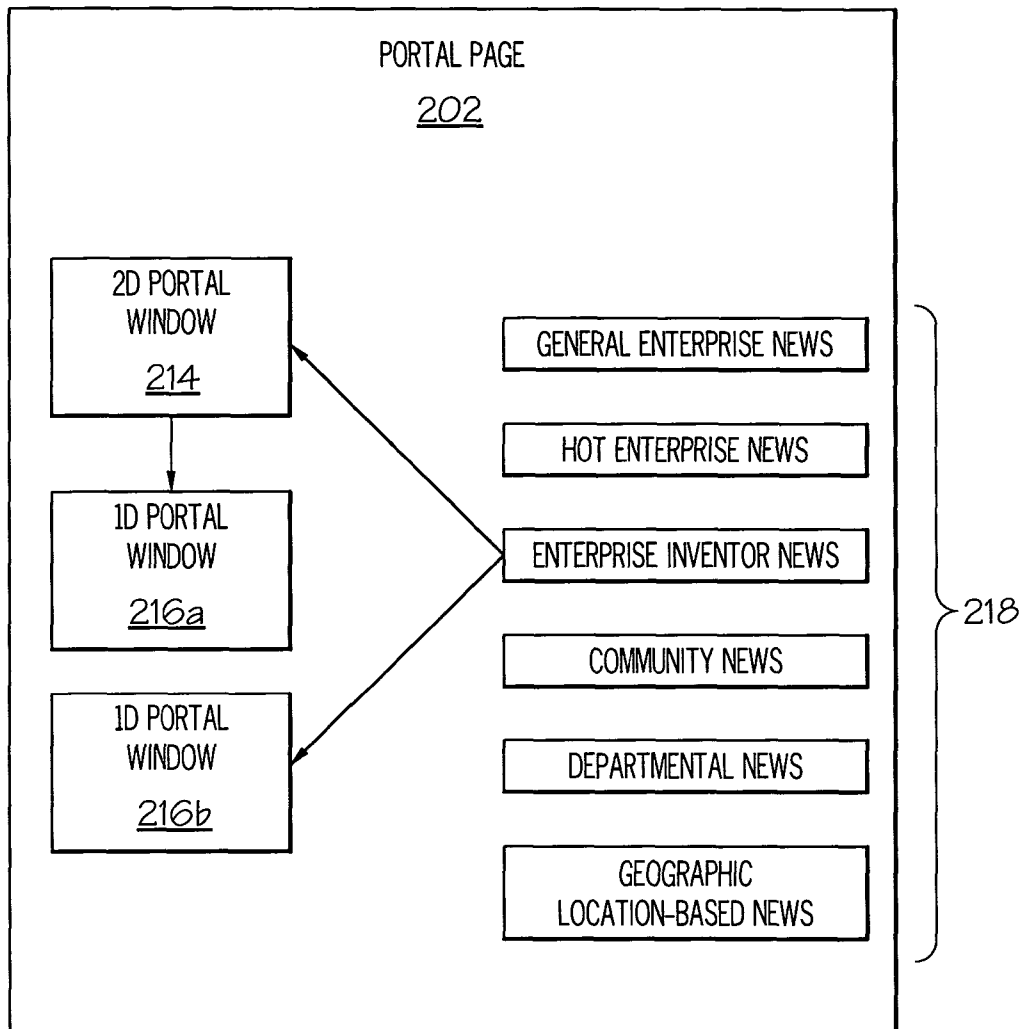 PORTAL PAGE
202
2D PORTAL
WINDOW
214
1D PORTAL
WINDOW
216a
1D PORTAL
WINDOW
216b
GENERAL ENTERPRISE NEWS
HOT ENTERPRISE NEWS
ENTERPRISE INVENTOR NEWS
COMMUNITY NEWS
DEPARTMENTAL NEWS
GEOGRAPHIC
LOCATION-BASED NEWS
218